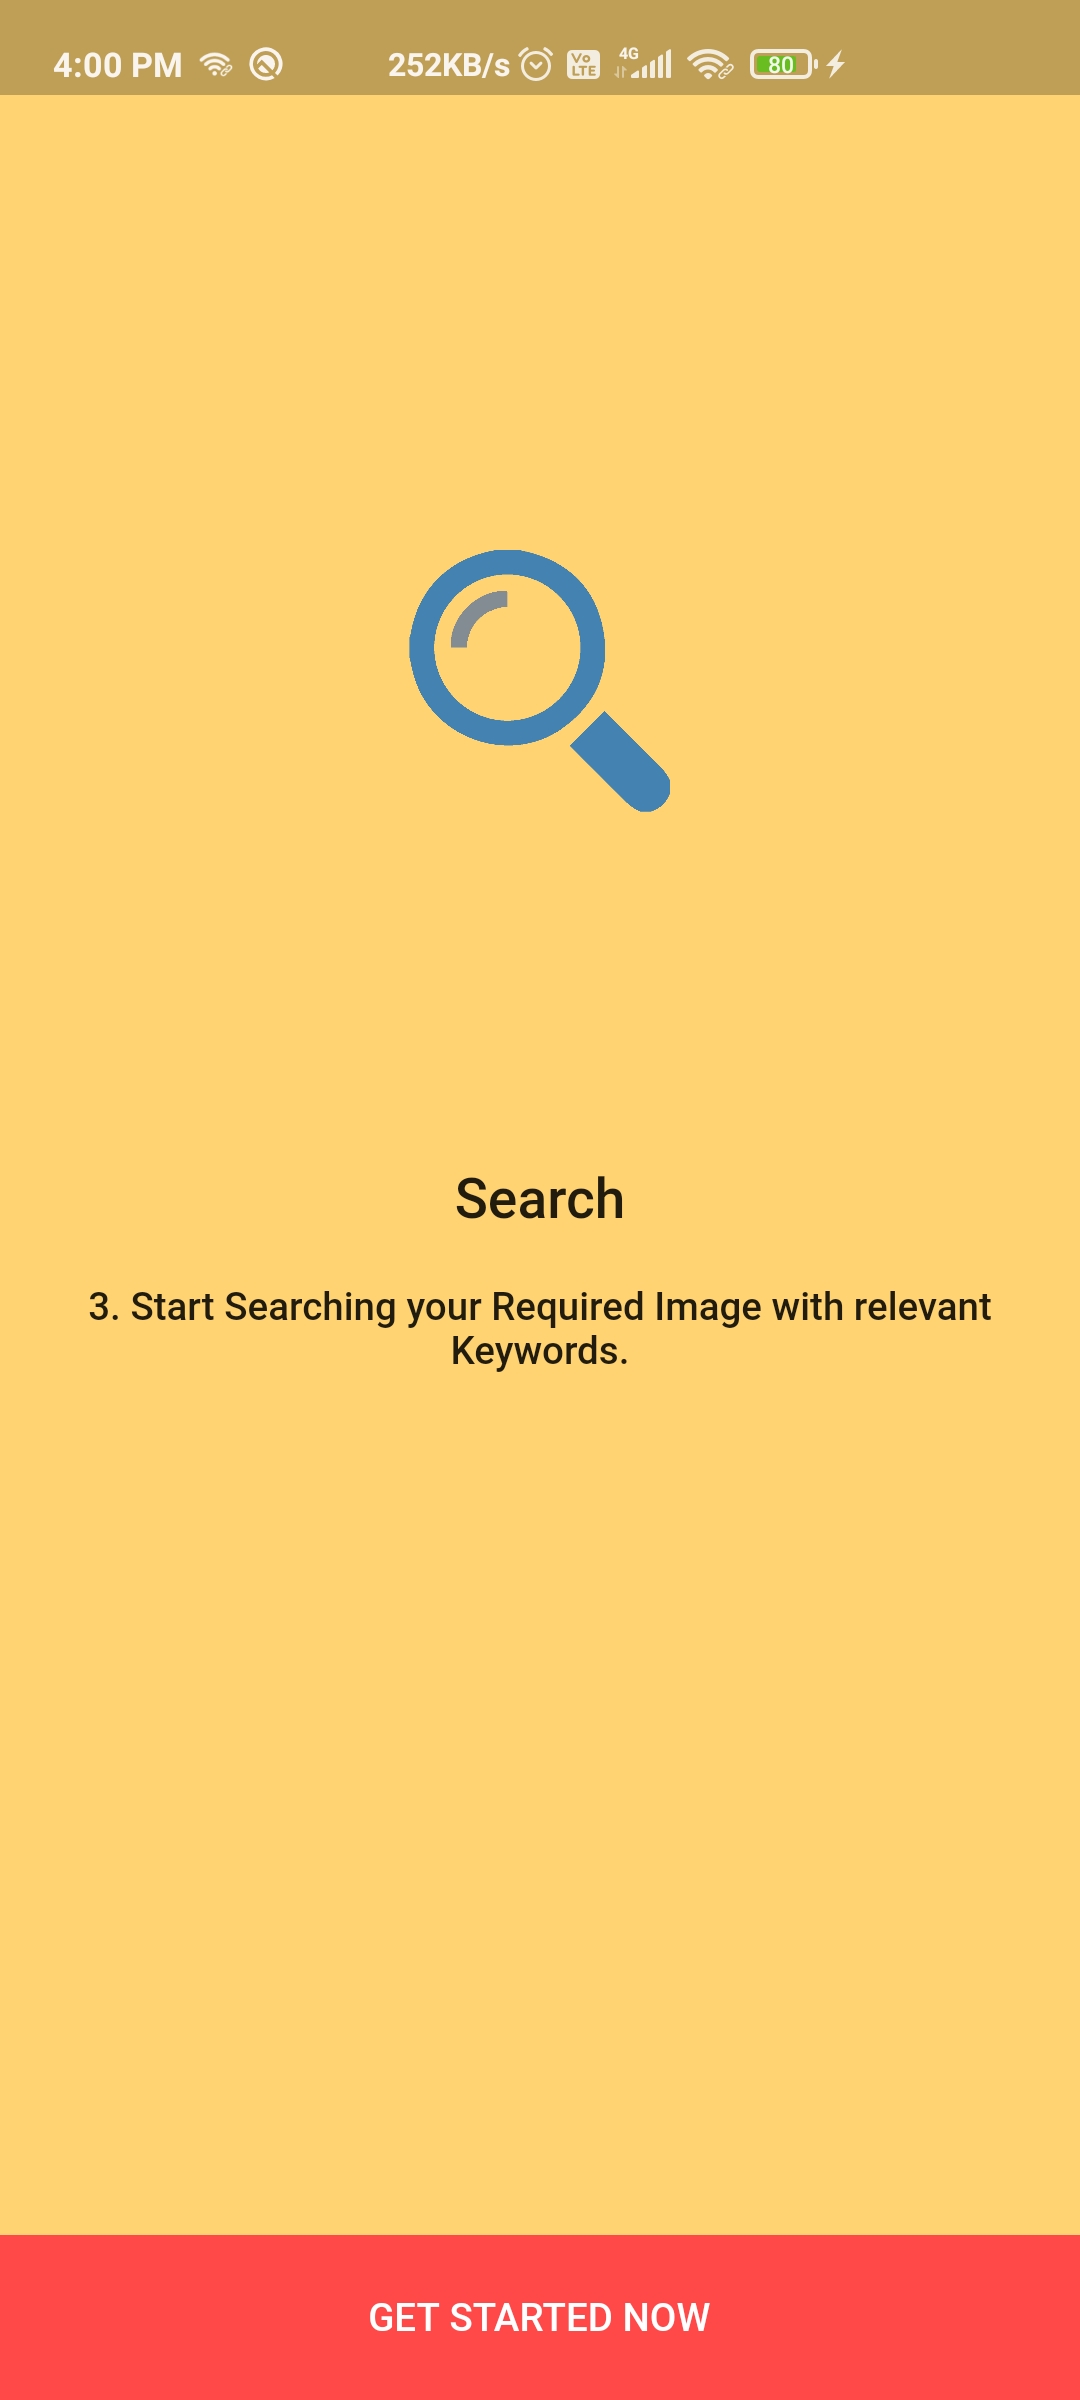 4:00 PM 252KB/s Vo LTE 4G 80
Search
3. Start Searching your Required Image with relevant
Keywords.
GET STARTED NOW